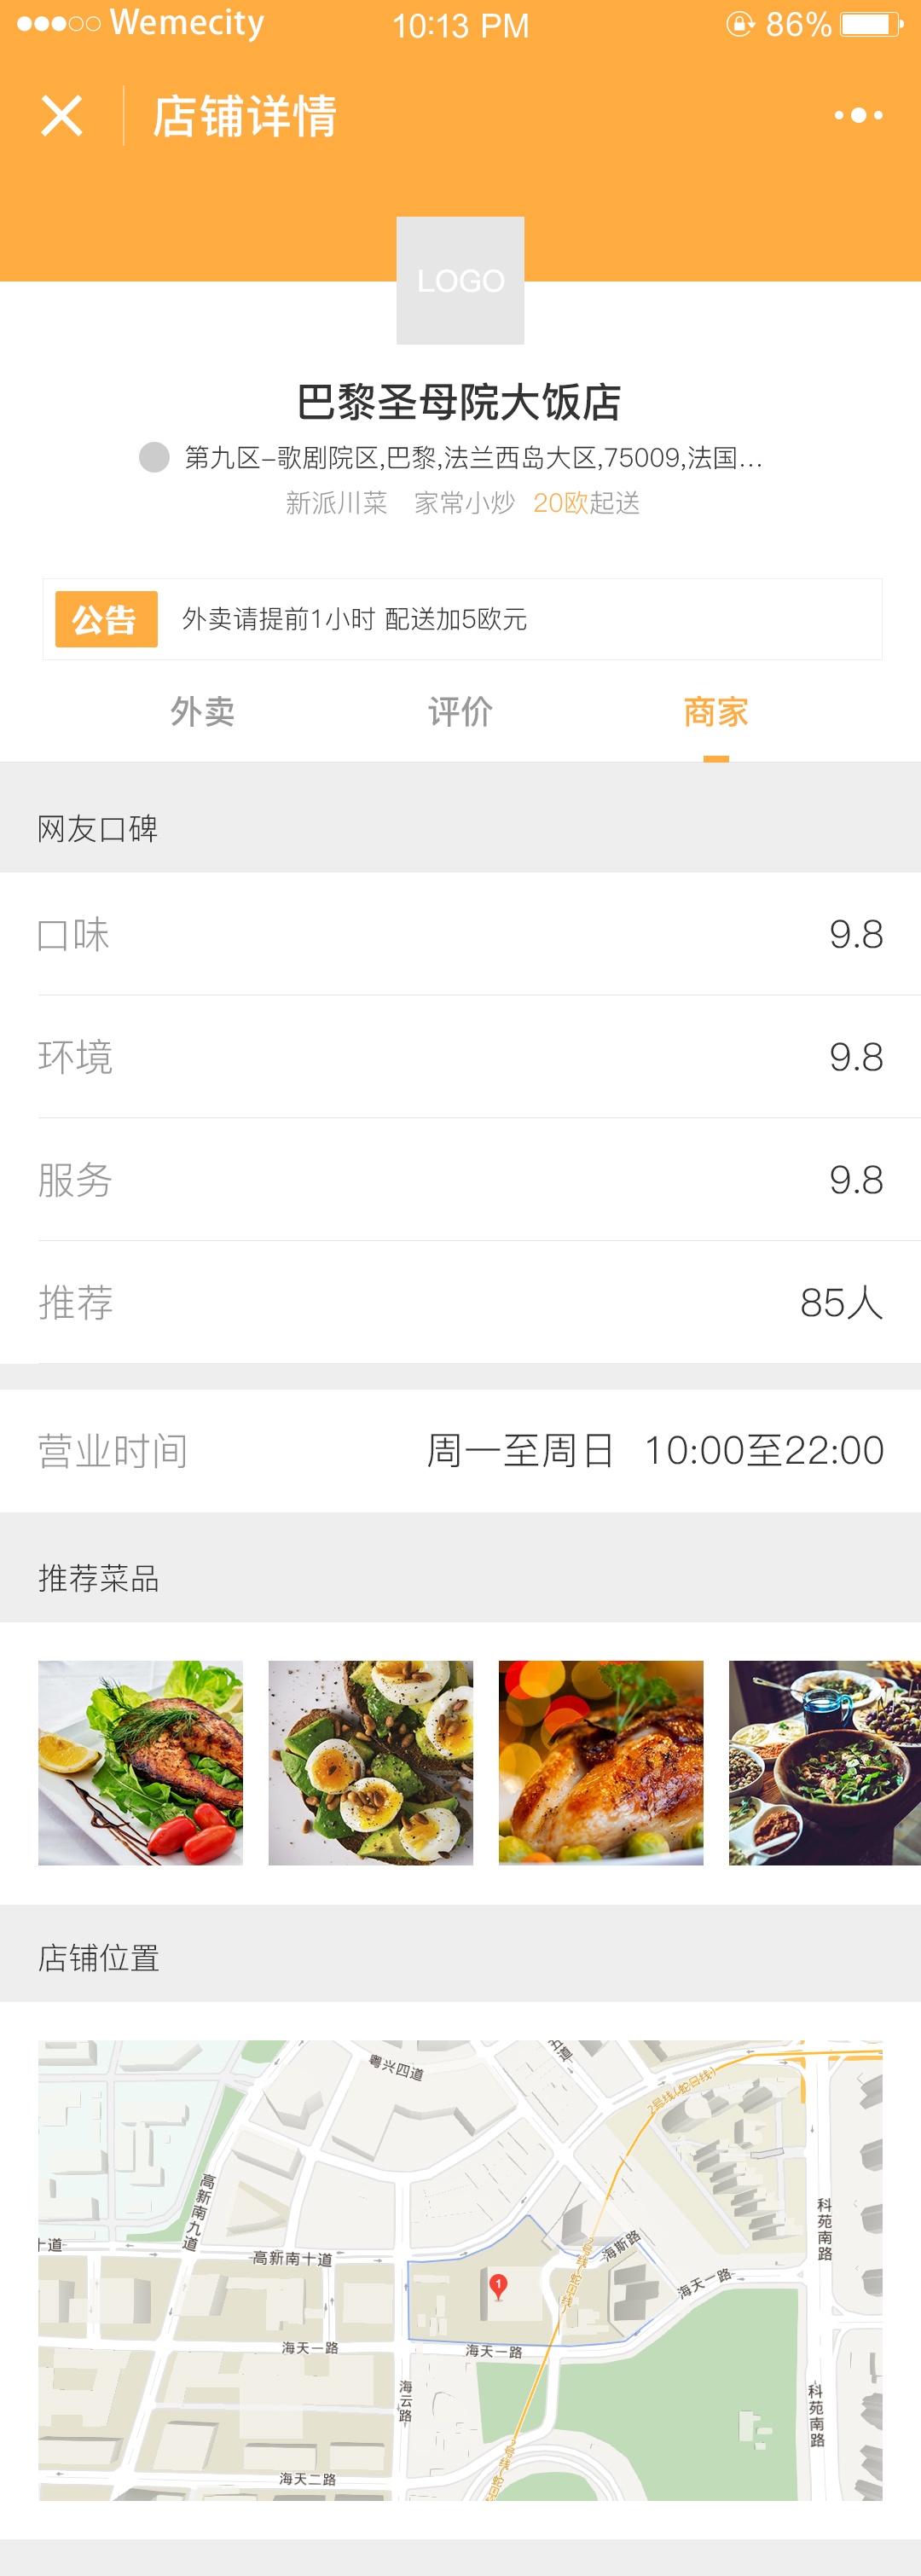 Wemecity 10:13 PM 86%
店铺详情
LOGO
巴黎圣母院大饭店
第九区-歌剧院区,巴黎,法兰西岛大区,75009,法国...
新派川菜 家常小炒 20欧起送
公告 外卖请提前1小时 配送加5欧元
外卖 评价 商家
网友口碑
口味 9.8
环境 9.8
服务 9.8
推荐 85人
营业时间 周一至周日 10:00至22:00
推荐菜品
店铺位置
粤兴四道
五道
2号线(蛇口线)
高新南九道
科苑南路
十道
高新南十道
2号线(蛇口线)
海斯路
1
海天一路
海天一路
海天一路
海云路
科苑南路
海天二路